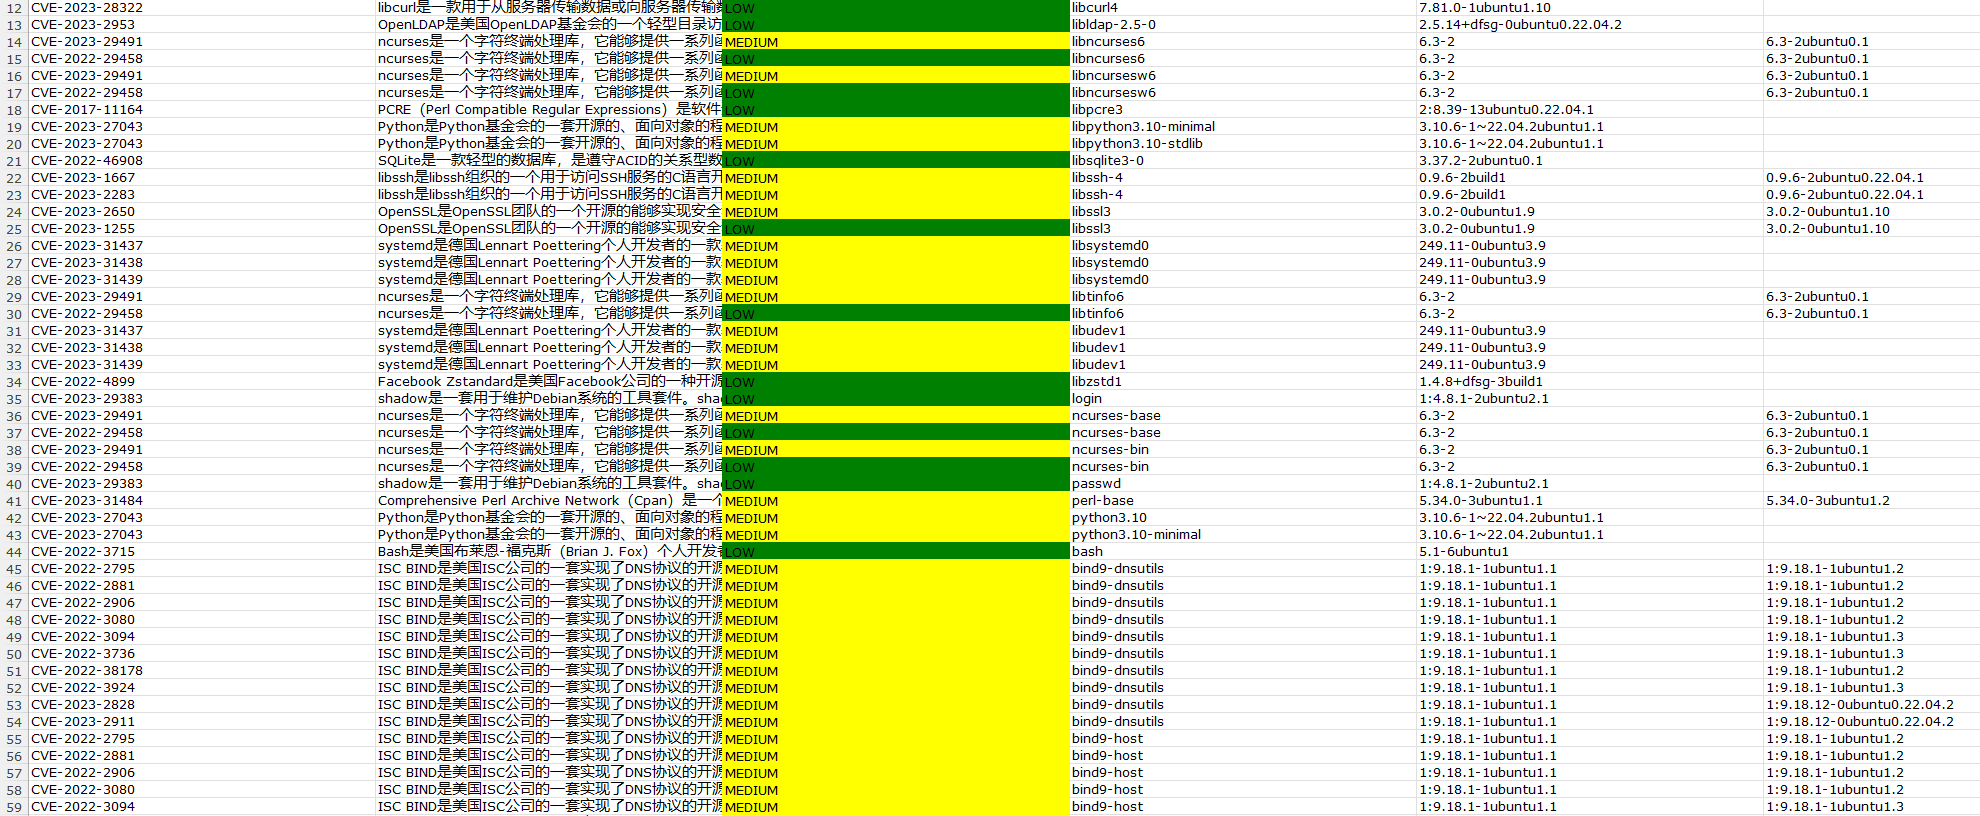 12 CVE-2023-28322 libcurl是一款用于从服务器传输数据或向服务器传输数 LOW libcurl4 7.81.0-1ubuntu1.10
13 CVE-2023-2953 OpenLDAP是美国OpenLDAP基金会的一个轻型目录访 LOW libldap-2.5-0 2.5.14+dfsg-0ubuntu0.22.04.2
14 CVE-2023-29491 ncurses是一个字符终端处理库，它能够提供一系列函 MEDIUM libncurses6 6.3-2 6.3-2ubuntu0.1
15 CVE-2022-29458 ncurses是一个字符终端处理库，它能够提供一系列函 LOW libncurses6 6.3-2 6.3-2ubuntu0.1
16 CVE-2023-29491 ncurses是一个字符终端处理库，它能够提供一系列函 MEDIUM libncursesw6 6.3-2 6.3-2ubuntu0.1
17 CVE-2022-29458 ncurses是一个字符终端处理库，它能够提供一系列函 LOW libncursesw6 6.3-2 6.3-2ubuntu0.1
18 CVE-2017-11164 PCRE（Perl Compatible Regular Expressions）是软件 LOW libpcre3 2:8.39-13ubuntu0.22.04.1
19 CVE-2023-27043 Python是Python基金会的一套开源的、面向对象的程 MEDIUM libpython3.10-minimal 3.10.6-1~22.04.2ubuntu1.1
20 CVE-2023-27043 Python是Python基金会的一套开源的、面向对象的程 MEDIUM libpython3.10-stdlib 3.10.6-1~22.04.2ubuntu1.1
21 CVE-2022-46908 SQLite是一款轻型的数据库，是遵守ACID的关系型数 LOW libsqlite3-0 3.37.2-2ubuntu0.1
22 CVE-2023-1667 libssh是libssh组织的一个用于访问SSH服务的C语言开 MEDIUM libssh-4 0.9.6-2build1 0.9.6-2ubuntu0.22.04.1
23 CVE-2023-2283 libssh是libssh组织的一个用于访问SSH服务的C语言开 MEDIUM libssh-4 0.9.6-2build1 0.9.6-2ubuntu0.22.04.1
24 CVE-2023-2650 OpenSSL是OpenSSL团队的一个开源的能够实现安全 MEDIUM libssl3 3.0.2-0ubuntu1.9 3.0.2-0ubuntu1.10
25 CVE-2023-1255 OpenSSL是OpenSSL团队的一个开源的能够实现安全 LOW libssl3 3.0.2-0ubuntu1.9 3.0.2-0ubuntu1.10
26 CVE-2023-31437 systemd是德国Lennart Poettering个人开发者的一款 MEDIUM libsystemd0 249.11-0ubuntu3.9
27 CVE-2023-31438 systemd是德国Lennart Poettering个人开发者的一款 MEDIUM libsystemd0 249.11-0ubuntu3.9
28 CVE-2023-31439 systemd是德国Lennart Poettering个人开发者的一款 MEDIUM libsystemd0 249.11-0ubuntu3.9
29 CVE-2023-29491 ncurses是一个字符终端处理库，它能够提供一系列函 MEDIUM libtinfo6 6.3-2 6.3-2ubuntu0.1
30 CVE-2022-29458 ncurses是一个字符终端处理库，它能够提供一系列函 LOW libtinfo6 6.3-2 6.3-2ubuntu0.1
31 CVE-2023-31437 systemd是德国Lennart Poettering个人开发者的一款 MEDIUM libudev1 249.11-0ubuntu3.9
32 CVE-2023-31438 systemd是德国Lennart Poettering个人开发者的一款 MEDIUM libudev1 249.11-0ubuntu3.9
33 CVE-2023-31439 systemd是德国Lennart Poettering个人开发者的一款 MEDIUM libudev1 249.11-0ubuntu3.9
34 CVE-2022-4899 Facebook Zstandard是美国Facebook公司的一种开源 LOW libzstd1 1.4.8+dfsg-3build1
35 CVE-2023-29383 shadow是一套用于维护Debian系统的工具套件。sha LOW login 1:4.8.1-2ubuntu2.1
36 CVE-2023-29491 ncurses是一个字符终端处理库，它能够提供一系列函 MEDIUM ncurses-base 6.3-2 6.3-2ubuntu0.1
37 CVE-2022-29458 ncurses是一个字符终端处理库，它能够提供一系列函 LOW ncurses-base 6.3-2 6.3-2ubuntu0.1
38 CVE-2023-29491 ncurses是一个字符终端处理库，它能够提供一系列函 MEDIUM ncurses-bin 6.3-2 6.3-2ubuntu0.1
39 CVE-2022-29458 ncurses是一个字符终端处理库，它能够提供一系列函 LOW ncurses-bin 6.3-2 6.3-2ubuntu0.1
40 CVE-2023-29383 shadow是一套用于维护Debian系统的工具套件。sha LOW passwd 1:4.8.1-2ubuntu2.1
41 CVE-2023-31484 Comprehensive Perl Archive Network（Cpan）是一个 MEDIUM perl-base 5.34.0-3ubuntu1.1 5.34.0-3ubuntu1.2
42 CVE-2023-27043 Python是Python基金会的一套开源的、面向对象的程 MEDIUM python3.10 3.10.6-1~22.04.2ubuntu1.1
43 CVE-2023-27043 Python是Python基金会的一套开源的、面向对象的程 MEDIUM python3.10-minimal 3.10.6-1~22.04.2ubuntu1.1
44 CVE-2022-3715 Bash是美国布莱恩-福克斯（Brian J. Fox）个人开发者 LOW bash 5.1-6ubuntu1
45 CVE-2022-2795 ISC BIND是美国ISC公司的一套实现了DNS协议的开源 MEDIUM bind9-dnsutils 1:9.18.1-1ubuntu1.1 1:9.18.1-1ubuntu1.2
46 CVE-2022-2881 ISC BIND是美国ISC公司的一套实现了DNS协议的开源 MEDIUM bind9-dnsutils 1:9.18.1-1ubuntu1.1 1:9.18.1-1ubuntu1.2
47 CVE-2022-2906 ISC BIND是美国ISC公司的一套实现了DNS协议的开源 MEDIUM bind9-dnsutils 1:9.18.1-1ubuntu1.1 1:9.18.1-1ubuntu1.2
48 CVE-2022-3080 ISC BIND是美国ISC公司的一套实现了DNS协议的开源 MEDIUM bind9-dnsutils 1:9.18.1-1ubuntu1.1 1:9.18.1-1ubuntu1.2
49 CVE-2022-3094 ISC BIND是美国ISC公司的一套实现了DNS协议的开源 MEDIUM bind9-dnsutils 1:9.18.1-1ubuntu1.1 1:9.18.1-1ubuntu1.3
50 CVE-2022-3736 ISC BIND是美国ISC公司的一套实现了DNS协议的开源 MEDIUM bind9-dnsutils 1:9.18.1-1ubuntu1.1 1:9.18.1-1ubuntu1.3
51 CVE-2022-38178 ISC BIND是美国ISC公司的一套实现了DNS协议的开源 MEDIUM bind9-dnsutils 1:9.18.1-1ubuntu1.1 1:9.18.1-1ubuntu1.2
52 CVE-2022-3924 ISC BIND是美国ISC公司的一套实现了DNS协议的开源 MEDIUM bind9-dnsutils 1:9.18.1-1ubuntu1.1 1:9.18.1-1ubuntu1.3
53 CVE-2023-2828 ISC BIND是美国ISC公司的一套实现了DNS协议的开源 MEDIUM bind9-dnsutils 1:9.18.1-1ubuntu1.1 1:9.18.12-0ubuntu0.22.04.2
54 CVE-2023-2911 ISC BIND是美国ISC公司的一套实现了DNS协议的开源 MEDIUM bind9-dnsutils 1:9.18.1-1ubuntu1.1 1:9.18.12-0ubuntu0.22.04.2
55 CVE-2022-2795 ISC BIND是美国ISC公司的一套实现了DNS协议的开源 MEDIUM bind9-host 1:9.18.1-1ubuntu1.1 1:9.18.1-1ubuntu1.2
56 CVE-2022-2881 ISC BIND是美国ISC公司的一套实现了DNS协议的开源 MEDIUM bind9-host 1:9.18.1-1ubuntu1.1 1:9.18.1-1ubuntu1.2
57 CVE-2022-2906 ISC BIND是美国ISC公司的一套实现了DNS协议的开源 MEDIUM bind9-host 1:9.18.1-1ubuntu1.1 1:9.18.1-1ubuntu1.2
58 CVE-2022-3080 ISC BIND是美国ISC公司的一套实现了DNS协议的开源 MEDIUM bind9-host 1:9.18.1-1ubuntu1.1 1:9.18.1-1ubuntu1.2
59 CVE-2022-3094 ISC BIND是美国ISC公司的一套实现了DNS协议的开源 MEDIUM bind9-host 1:9.18.1-1ubuntu1.1 1:9.18.1-1ubuntu1.3